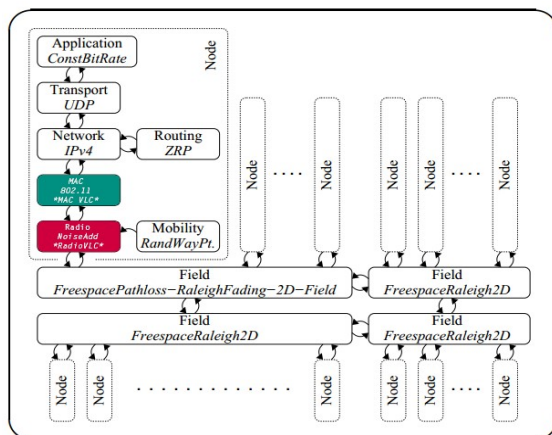 Application
ConstBitRate
Node
Transport
UDP
Network
IPv4
Routing
ZRP
MAC
802.11
*MAC VLC*
Radio
NoiseAdd
*RadioVLC*
Mobility
RandWayPt.
Node
. . . .
Node
Node
Node
. . . .
Node
Field
FreespacePathloss-RaleighFading-2D-Field
Field
FreespaceRaleigh2D
Field
FreespaceRaleigh2D
Field
FreespaceRaleigh2D
Node
Node
. . . . . . . . . . . . .
Node
Node
Node
. . . .
Node